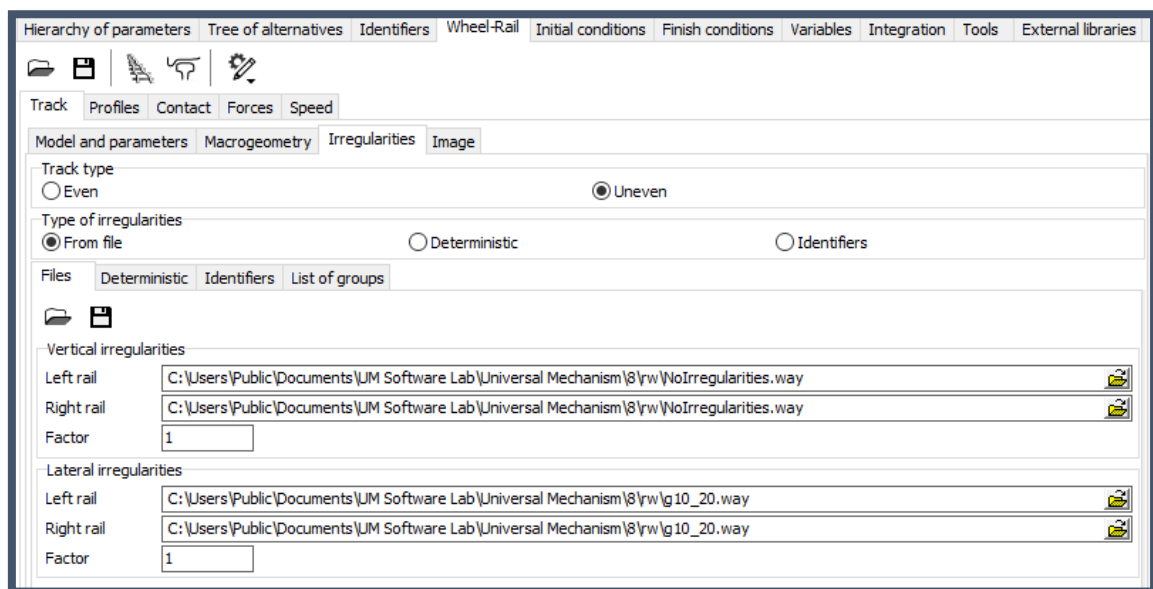 Hierarchy of parameters Tree of alternatives Identifiers Wheel-Rail Initial conditions Finish conditions Variables Integration Tools External libraries
Track Profiles Contact Forces Speed
Model and parameters Macrogeometry Irregularities Image
Track type
Even Uneven
Type of irregularities
From file Deterministic Identifiers
Files Deterministic Identifiers List of groups
Vertical irregularities
Left rail C:\Users\Public\Documents\UM Software Lab\Universal Mechanism\8\rw\NoIrregularities.way
Right rail C:\Users\Public\Documents\UM Software Lab\Universal Mechanism\8\rw\NoIrregularities.way
Factor 1
Lateral irregularities
Left rail C:\Users\Public\Documents\UM Software Lab\Universal Mechanism\8\rw\g10_20.way
Right rail C:\Users\Public\Documents\UM Software Lab\Universal Mechanism\8\rw\g10_20.way
Factor 1